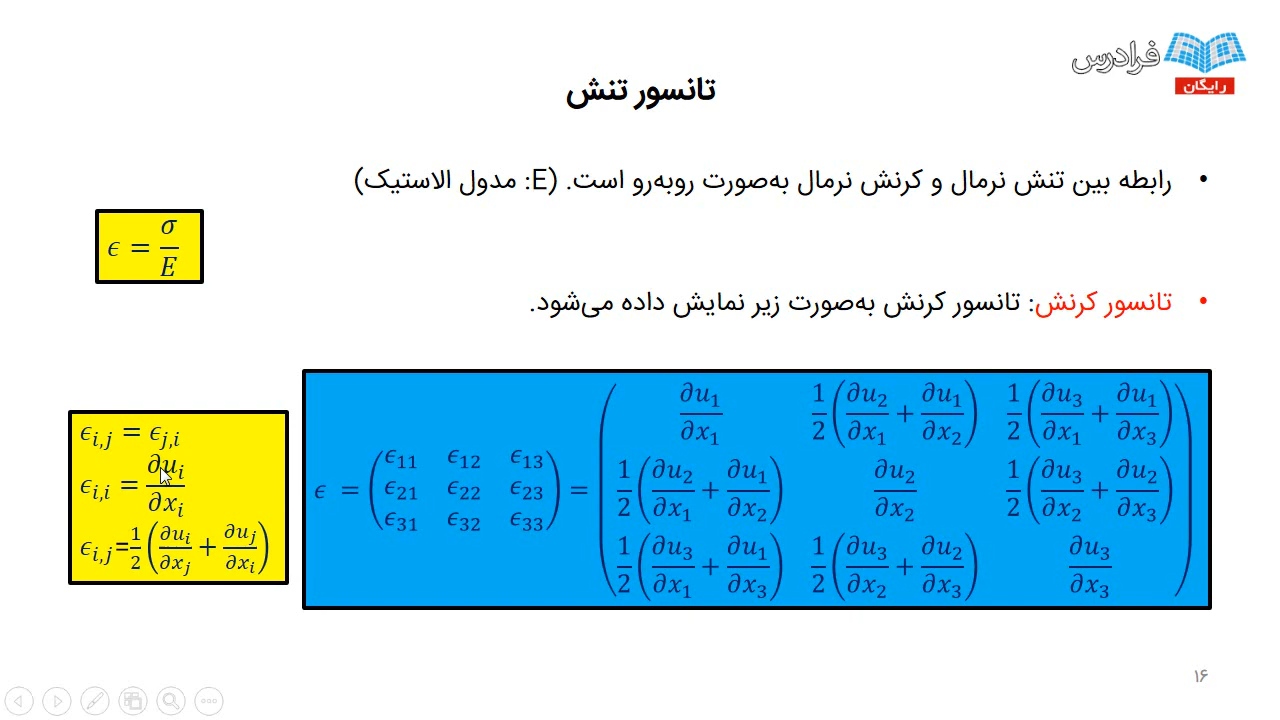 فرادرس
رایگان
تانسور تنش
• رابطه بین تنش نرمال و کرنش نرمال به‌صورت روبه‌رو است. (E: مدول الاستیک)
ϵ = σ/E
• تانسور کرنش: تانسور کرنش به‌صورت زیر نمایش داده می‌شود.
ϵ_{i,j} = ϵ_{j,i}
ϵ_{i,i} = ∂u_i/∂x_i
ϵ_{i,j}=1/2(∂u_i/∂x_j + ∂u_j/∂x_i)
ϵ = (ϵ₁₁ ϵ₁₂ ϵ₁₃; ϵ₂₁ ϵ₂₂ ϵ₂₃; ϵ₃₁ ϵ₃₂ ϵ₃₃) =
∂u₁/∂x₁ 1/2(∂u₂/∂x₁ + ∂u₁/∂x₂) 1/2(∂u₃/∂x₁ + ∂u₁/∂x₃)
1/2(∂u₂/∂x₁ + ∂u₁/∂x₂) ∂u₂/∂x₂ 1/2(∂u₃/∂x₂ + ∂u₂/∂x₃)
1/2(∂u₃/∂x₁ + ∂u₁/∂x₃) 1/2(∂u₃/∂x₂ + ∂u₂/∂x₃) ∂u₃/∂x₃
۱۶